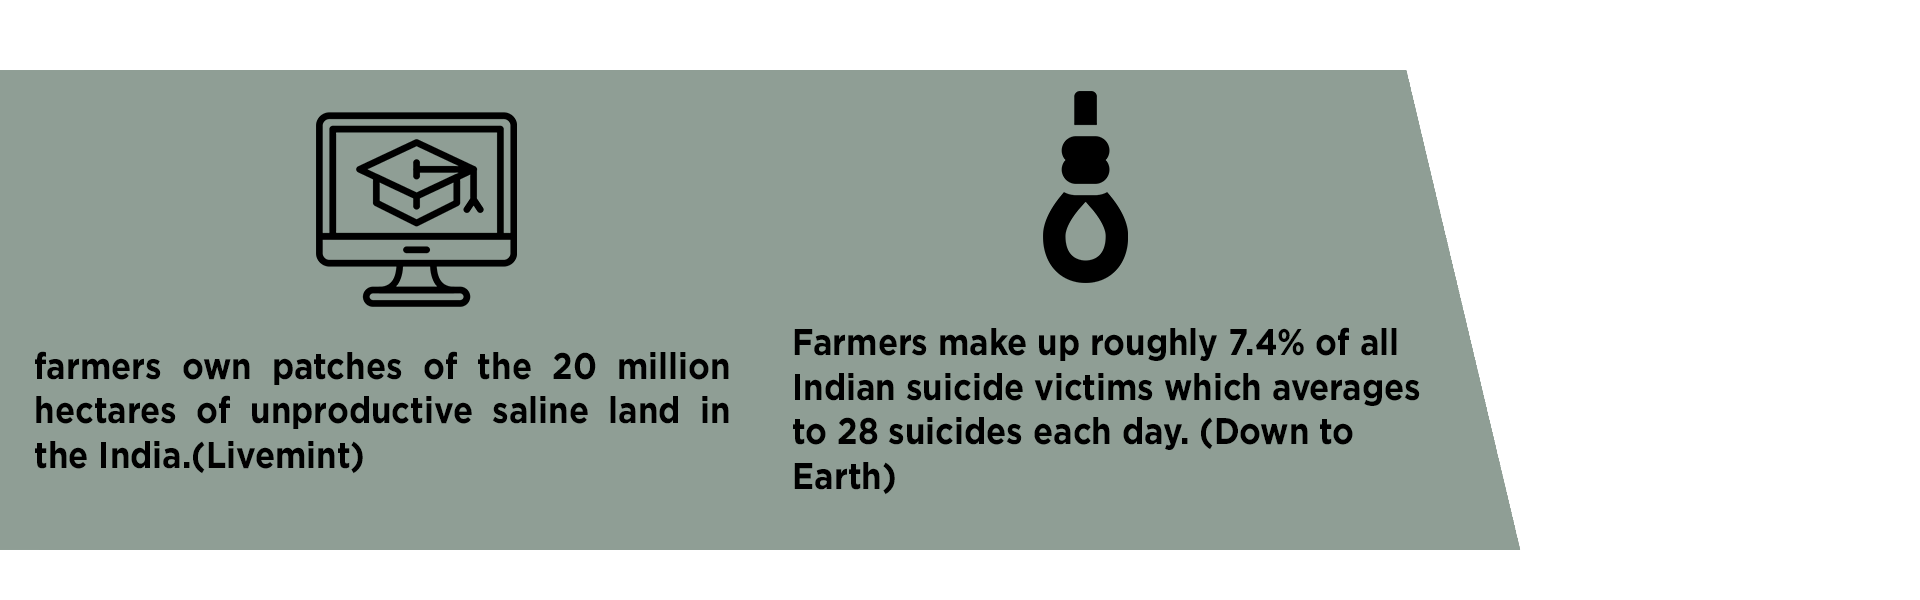 farmers own patches of the 20 million
hectares of unproductive saline land in
the India.(Livemint)
Farmers make up roughly 7.4% of all
Indian suicide victims which averages
to 28 suicides each day. (Down to
Earth)